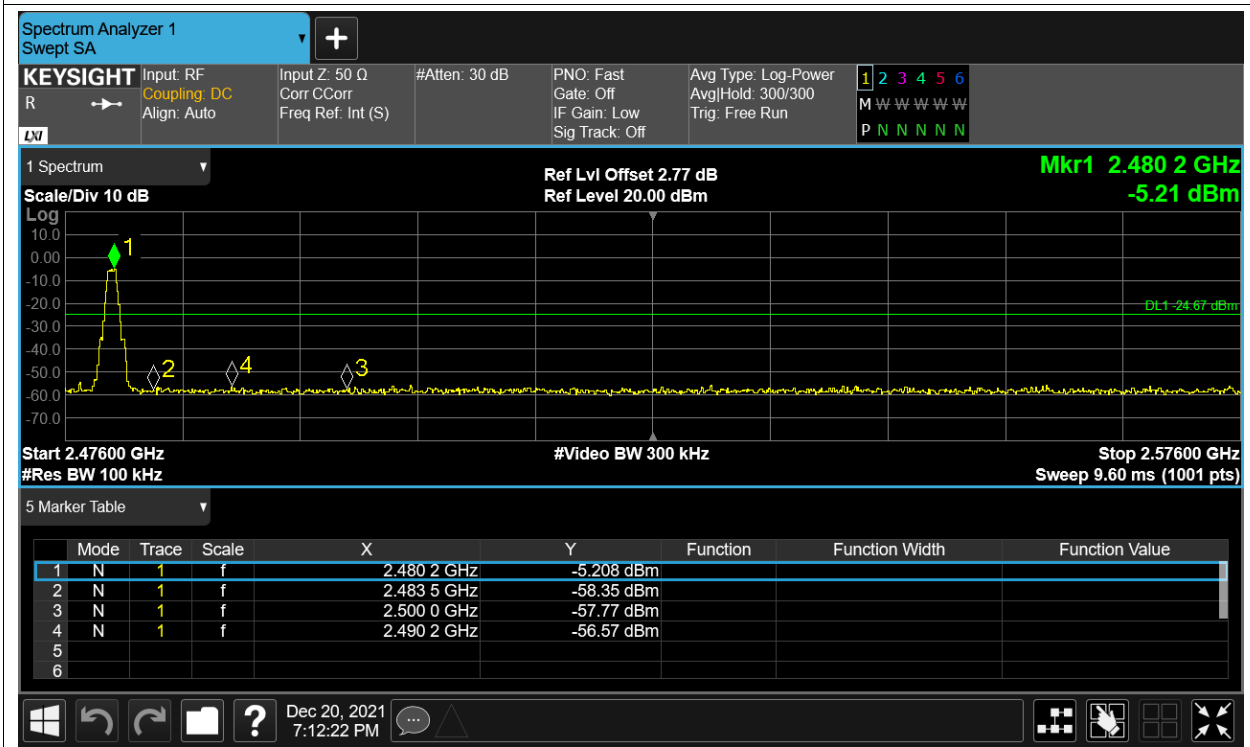 Spectrum Analyzer 1
Swept SA
KEYSIGHT
R
LXI
Input: RF
Coupling: DC
Align: Auto
Input Z: 50 Ω
Corr CCorr
Freq Ref: Int (S)
#Atten: 30 dB
PNO: Fast
Gate: Off
IF Gain: Low
Sig Track: Off
Avg Type: Log-Power
Avg|Hold: 300/300
Trig: Free Run
1 2 3 4 5 6
M W W W W W
P N N N N N
1 Spectrum
Scale/Div 10 dB
Ref Lvl Offset 2.77 dB
Ref Level 20.00 dBm
Mkr1 2.480 2 GHz
-5.21 dBm
Log
10.0
0.00
-10.0
-20.0
-30.0
-40.0
-50.0
-60.0
-70.0
1
2
4
3
DL1 -24.67 dBm
Start 2.47600 GHz
#Video BW 300 kHz
Stop 2.57600 GHz
#Res BW 100 kHz
Sweep 9.60 ms (1001 pts)
5 Marker Table
Mode Trace Scale X Y Function Function Width Function Value
1 N 1 f 2.480 2 GHz -5.208 dBm
2 N 1 f 2.483 5 GHz -58.35 dBm
3 N 1 f 2.500 0 GHz -57.77 dBm
4 N 1 f 2.490 2 GHz -56.57 dBm
5
6
?
Dec 20, 2021
7:12:22 PM